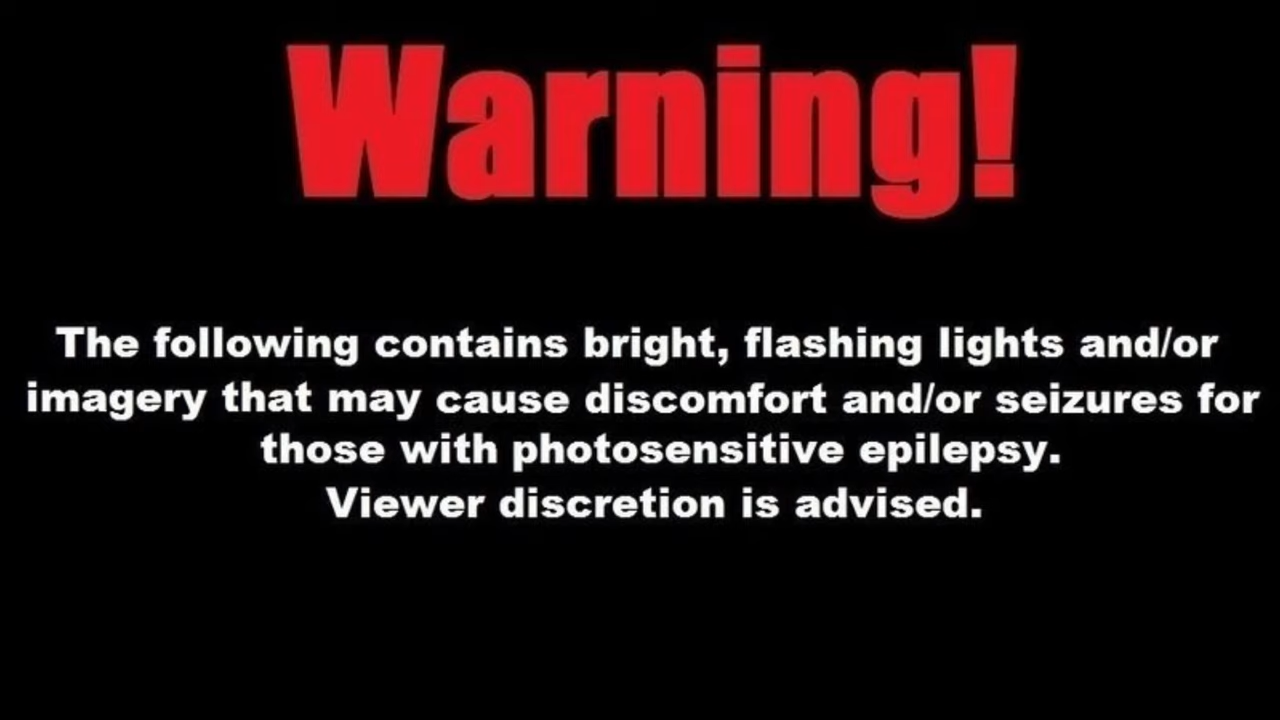 Warning!
The following contains bright, flashing lights and/or
imagery that may cause discomfort and/or seizures for
those with photosensitive epilepsy.
Viewer discretion is advised.